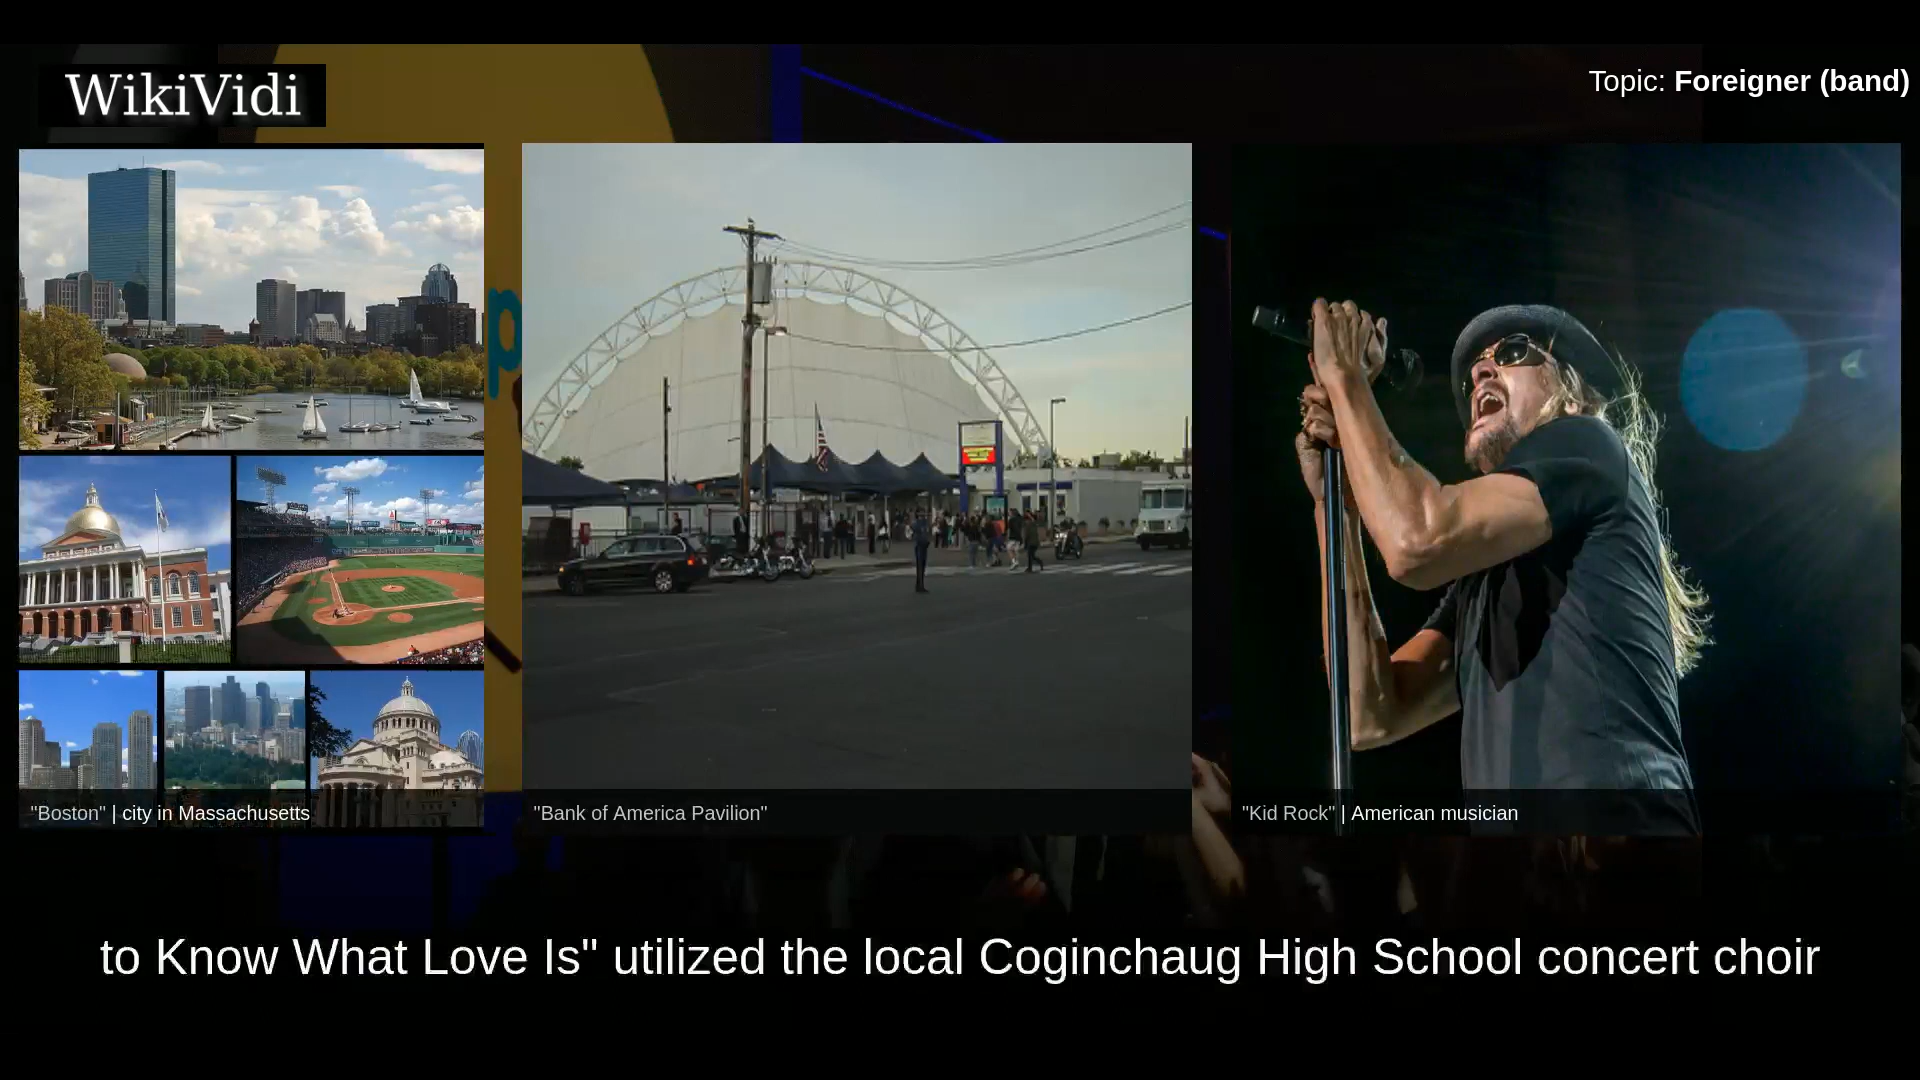 WikiVidi
Topic: Foreigner (band)
"Boston" | city in Massachusetts
"Bank of America Pavilion"
"Kid Rock" | American musician
to Know What Love Is" utilized the local Coginchaug High School concert choir